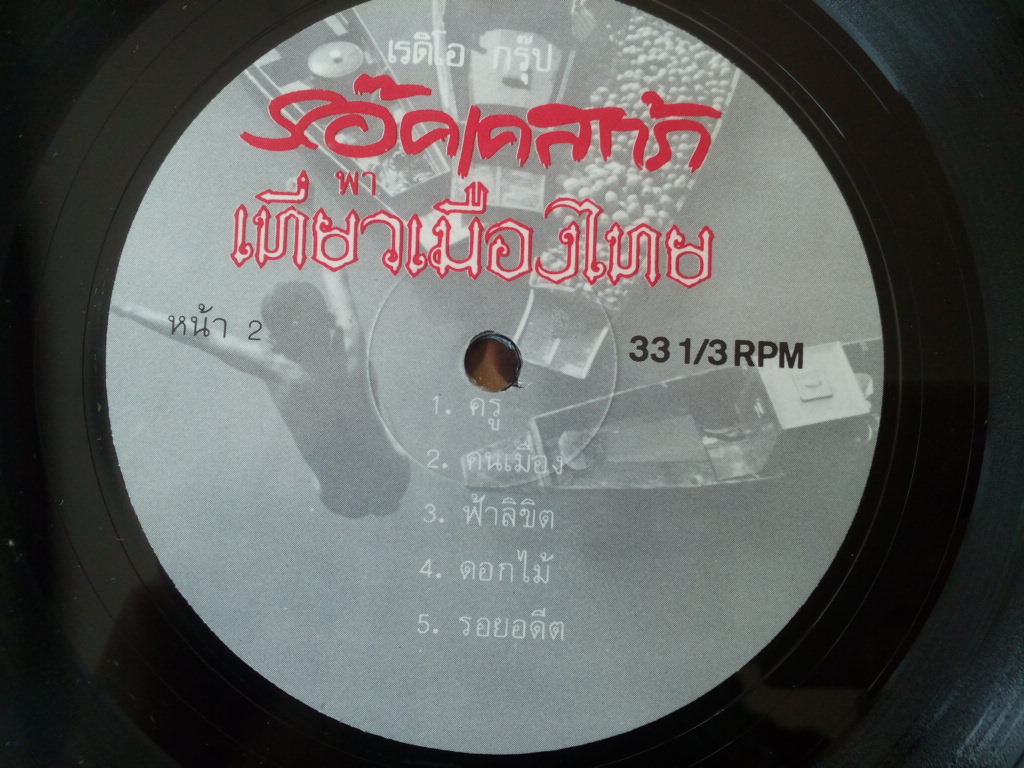 เรดิโอ กรุ๊ป
ร๊อคเคสตร้า
พา
เที่ยวเมืองไทย
หน้า 2
33 1/3 RPM
1. ครู
2. คนเมือง
3. ฟ้าลิขิต
4. ดอกไม้
5. รอยอดีต